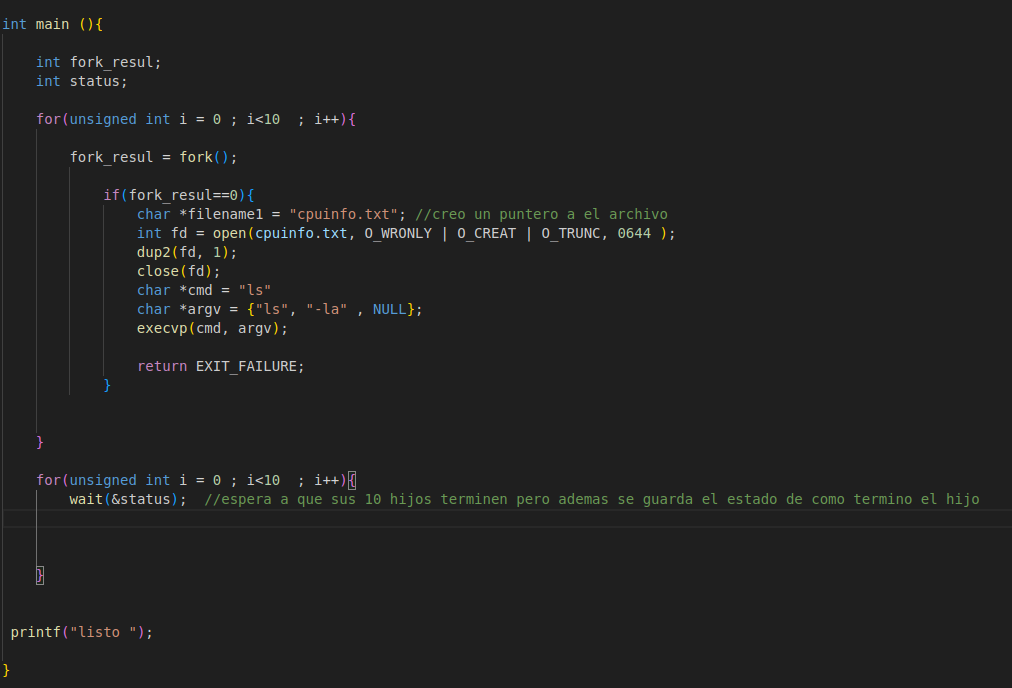 int main (){
int fork_resul;
int status;
for(unsigned int i = 0 ; i<10  ; i++){
fork_resul = fork();
if(fork_resul==0){
char *filename1 = "cpuinfo.txt"; //creo un puntero a el archivo
int fd = open(cpuinfo.txt, O_WRONLY | O_CREAT | O_TRUNC, 0644 );
dup2(fd, 1);
close(fd);
char *cmd = "ls"
char *argv = {"ls", "-la" , NULL};
execvp(cmd, argv);
return EXIT_FAILURE;
}
}
for(unsigned int i = 0 ; i<10  ; i++){
wait(&status);  //espera a que sus 10 hijos terminen pero ademas se guarda el estado de como termino el hijo
}
printf("listo ");
}